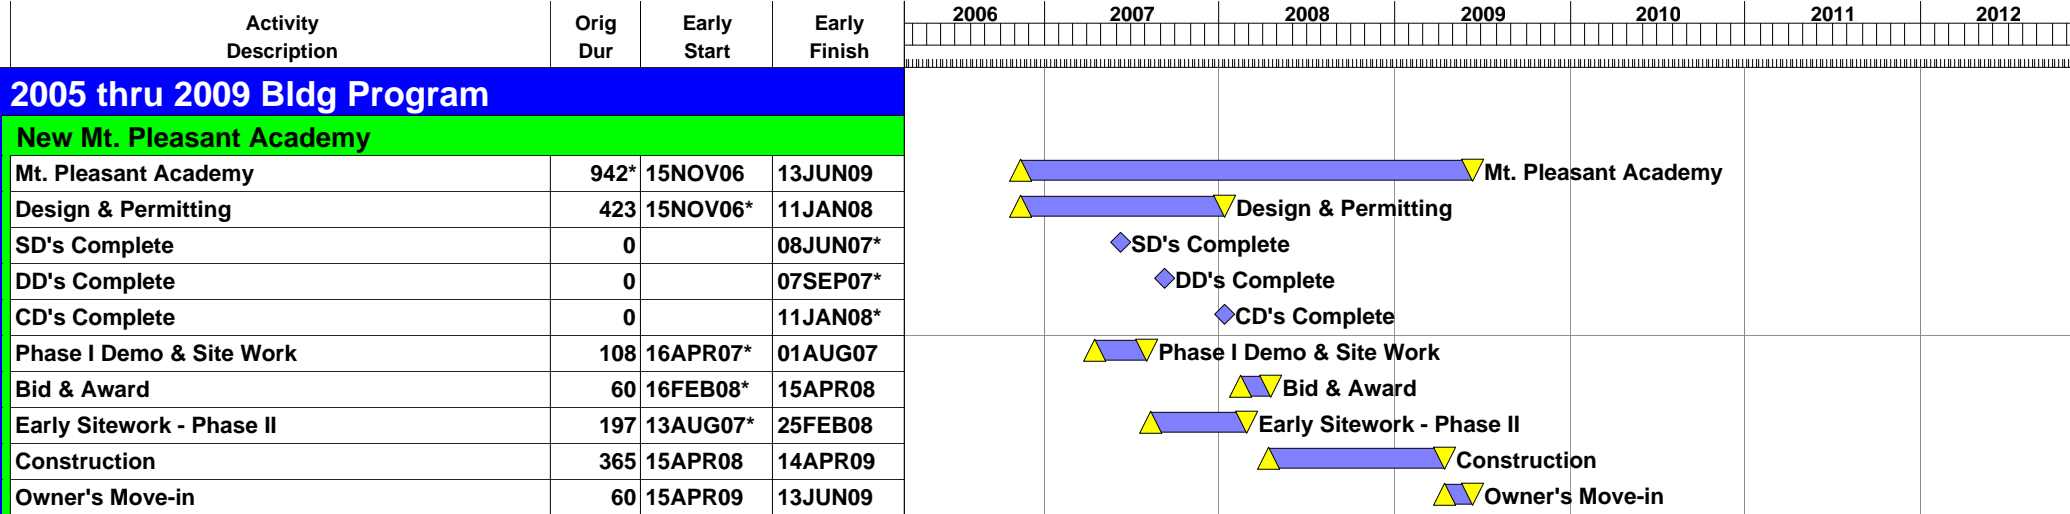 Activity Description Orig Dur Early Start Early Finish 2006 2007 2008 2009 2010 2011 2012
2005 thru 2009 Bldg Program
New Mt. Pleasant Academy
Mt. Pleasant Academy 942* 15NOV06 13JUN09 Mt. Pleasant Academy
Design & Permitting 423 15NOV06* 11JAN08 Design & Permitting
SD's Complete 0 08JUN07* SD's Complete
DD's Complete 0 07SEP07* DD's Complete
CD's Complete 0 11JAN08* CD's Complete
Phase I Demo & Site Work 108 16APR07* 01AUG07 Phase I Demo & Site Work
Bid & Award 60 16FEB08* 15APR08 Bid & Award
Early Sitework - Phase II 197 13AUG07* 25FEB08 Early Sitework - Phase II
Construction 365 15APR08 14APR09 Construction
Owner's Move-in 60 15APR09 13JUN09 Owner's Move-in